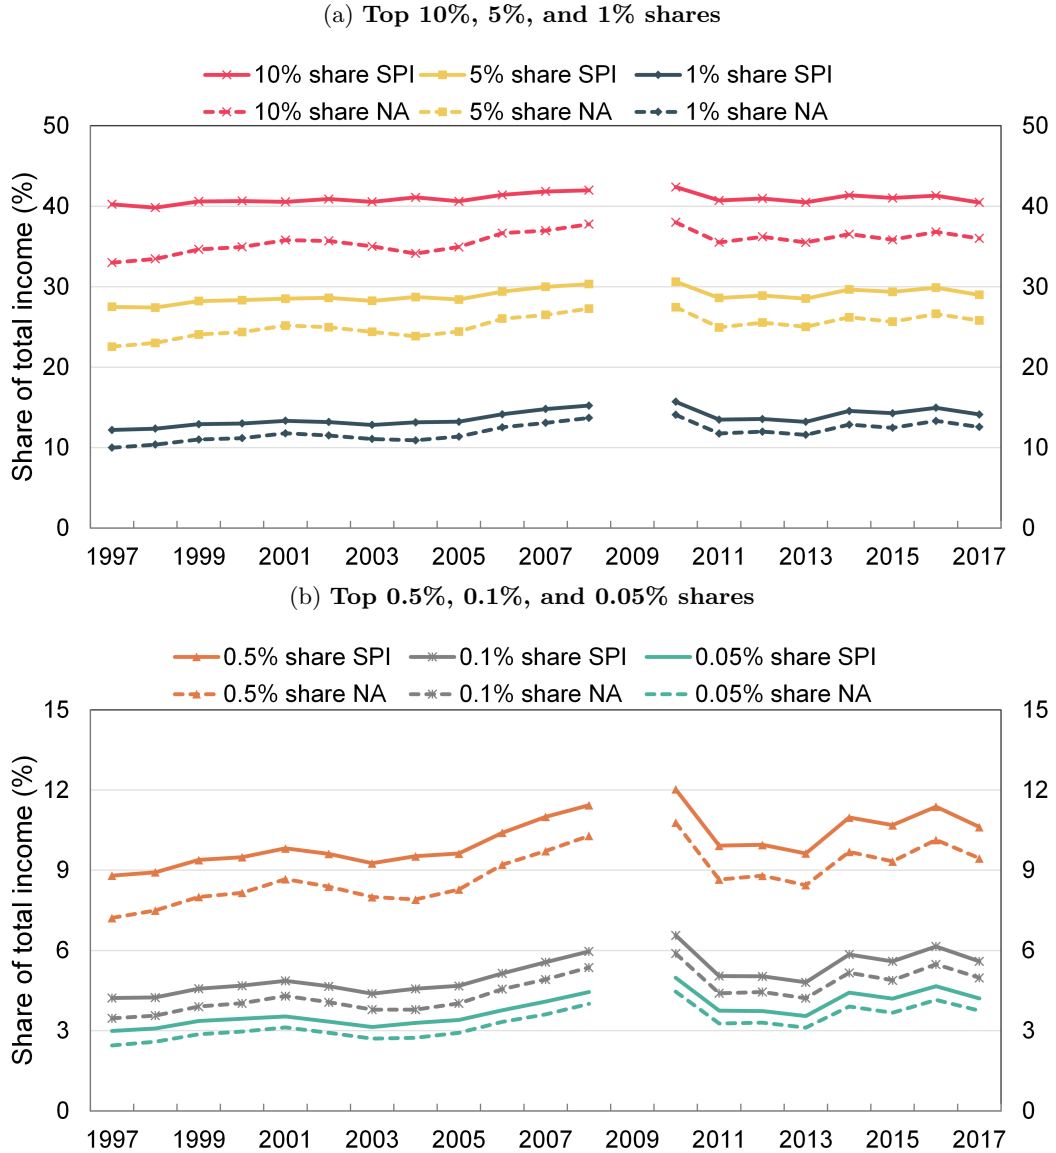 (a) Top 10%, 5%, and 1% shares
10% share SPI 5% share SPI 1% share SPI
10% share NA 5% share NA 1% share NA
Share of total income (%)
50 50
40 40
30 30
20 20
10 10
0 0
1997 1999 2001 2003 2005 2007 2009 2011 2013 2015 2017
(b) Top 0.5%, 0.1%, and 0.05% shares
0.5% share SPI 0.1% share SPI 0.05% share SPI
0.5% share NA 0.1% share NA 0.05% share NA
Share of total income (%)
15 15
12 12
9 9
6 6
3 3
0 0
1997 1999 2001 2003 2005 2007 2009 2011 2013 2015 2017